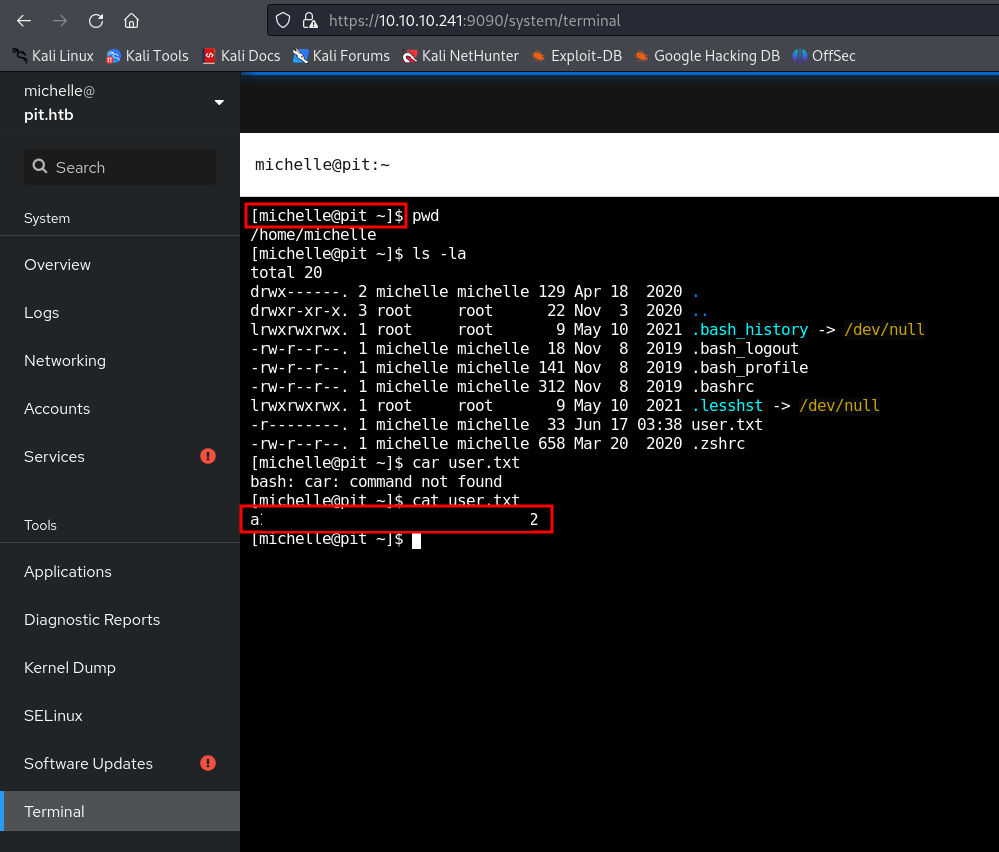 https://10.10.10.241:9090/system/terminal
Kali Linux Kali Tools Kali Docs Kali Forums Kali NetHunter Exploit-DB Google Hacking DB OffSec
michelle@
pit.htb
Search
System
Overview
Logs
Networking
Accounts
Services
Tools
Applications
Diagnostic Reports
Kernel Dump
SELinux
Software Updates
Terminal
michelle@pit:~
[michelle@pit ~]$ pwd
/home/michelle
[michelle@pit ~]$ ls -la
total 20
drwx------. 2 michelle michelle 129 Apr 18  2020 .
drwxr-xr-x. 3 root     root      22 Nov  3  2020 ..
lrwxrwxrwx. 1 root     root       9 May 10  2021 .bash_history -> /dev/null
-rw-r--r--. 1 michelle michelle  18 Nov  8  2019 .bash_logout
-rw-r--r--. 1 michelle michelle 141 Nov  8  2019 .bash_profile
-rw-r--r--. 1 michelle michelle 312 Nov  8  2019 .bashrc
lrwxrwxrwx. 1 root     root       9 May 10  2021 .lesshst -> /dev/null
-r--------. 1 michelle michelle  33 Jun 17 03:38 user.txt
-rw-r--r--. 1 michelle michelle 658 Mar 20  2020 .zshrc
[michelle@pit ~]$ car user.txt
bash: car: command not found
[michelle@pit ~]$ cat user.txt
a 2
[michelle@pit ~]$